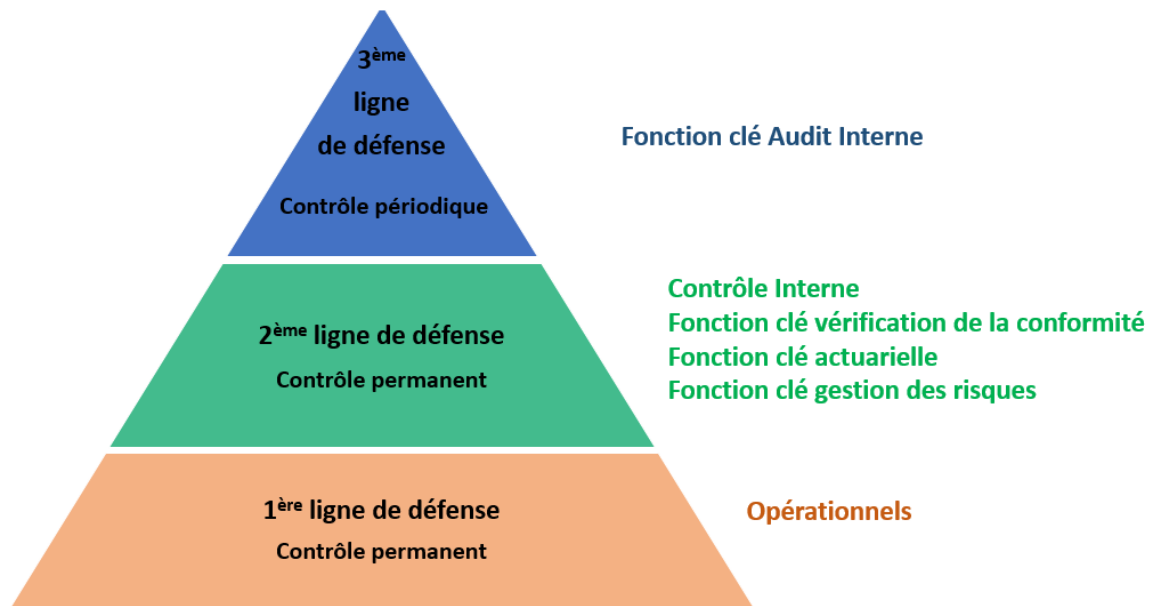 3ème
ligne
de défense
Contrôle périodique
Fonction clé Audit Interne
2ème ligne de défense
Contrôle permanent
Contrôle Interne
Fonction clé vérification de la conformité
Fonction clé actuarielle
Fonction clé gestion des risques
1ère ligne de défense
Contrôle permanent
Opérationnels